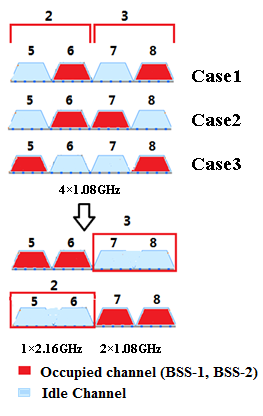 2 3
5 6 7 8
Case1
5 6 7 8
Case2
5 6 7 8
Case3
4×1.08GHz
3
5 6 7 8
2
5 6 7 8
1×2.16GHz 2×1.08GHz
Occupied channel (BSS-1, BSS-2)
Idle Channel